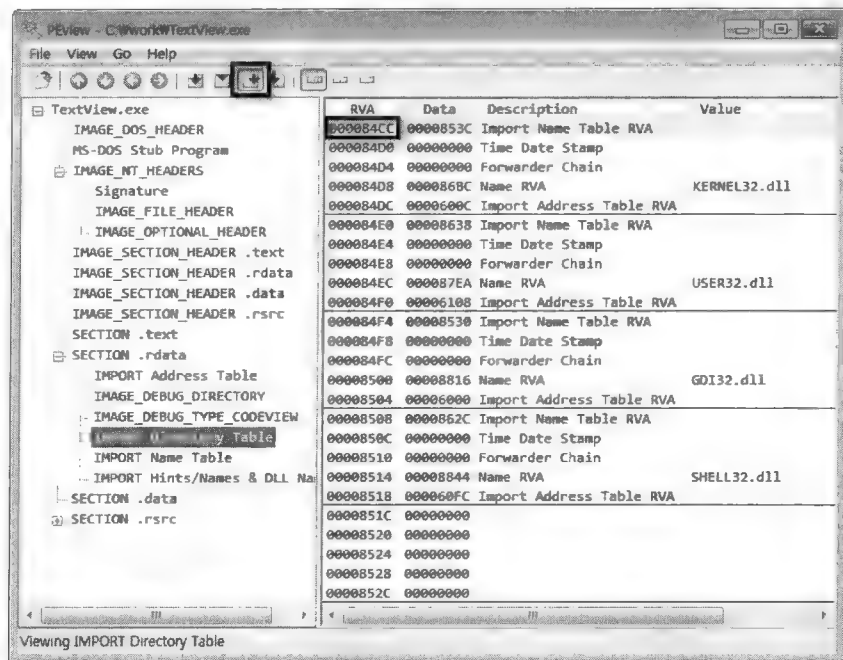 PEview - C:₩work₩TextView.exe
File View Go Help
TextView.exe
IMAGE_DOS_HEADER
MS-DOS Stub Program
IMAGE_NT_HEADERS
Signature
IMAGE_FILE_HEADER
IMAGE_OPTIONAL_HEADER
IMAGE_SECTION_HEADER .text
IMAGE_SECTION_HEADER .rdata
IMAGE_SECTION_HEADER .data
IMAGE_SECTION_HEADER .rsrc
SECTION .text
SECTION .rdata
IMPORT Address Table
IMAGE_DEBUG_DIRECTORY
IMAGE_DEBUG_TYPE_CODEVIEW
Table
IMPORT Name Table
IMPORT Hints/Names & DLL Na
SECTION .data
SECTION .rsrc
RVA Data Description Value
000084CC 0000853C Import Name Table RVA
000084D0 00000000 Time Date Stamp
000084D4 00000000 Forwarder Chain
000084D8 000086BC Name RVA KERNEL32.dll
000084DC 0000600C Import Address Table RVA
000084E0 00008638 Import Name Table RVA
000084E4 00000000 Time Date Stamp
000084E8 00000000 Forwarder Chain
000084EC 000087EA Name RVA USER32.dll
000084F0 00006108 Import Address Table RVA
000084F4 00008530 Import Name Table RVA
000084F8 00000000 Time Date Stamp
000084FC 00000000 Forwarder Chain
00008500 00008816 Name RVA GDI32.dll
00008504 00006000 Import Address Table RVA
00008508 0000862C Import Name Table RVA
0000850C 00000000 Time Date Stamp
00008510 00000000 Forwarder Chain
00008514 00008844 Name RVA SHELL32.dll
00008518 000060FC Import Address Table RVA
0000851C 00000000
00008520 00000000
00008524 00000000
00008528 00000000
0000852C 00000000
Viewing IMPORT Directory Table